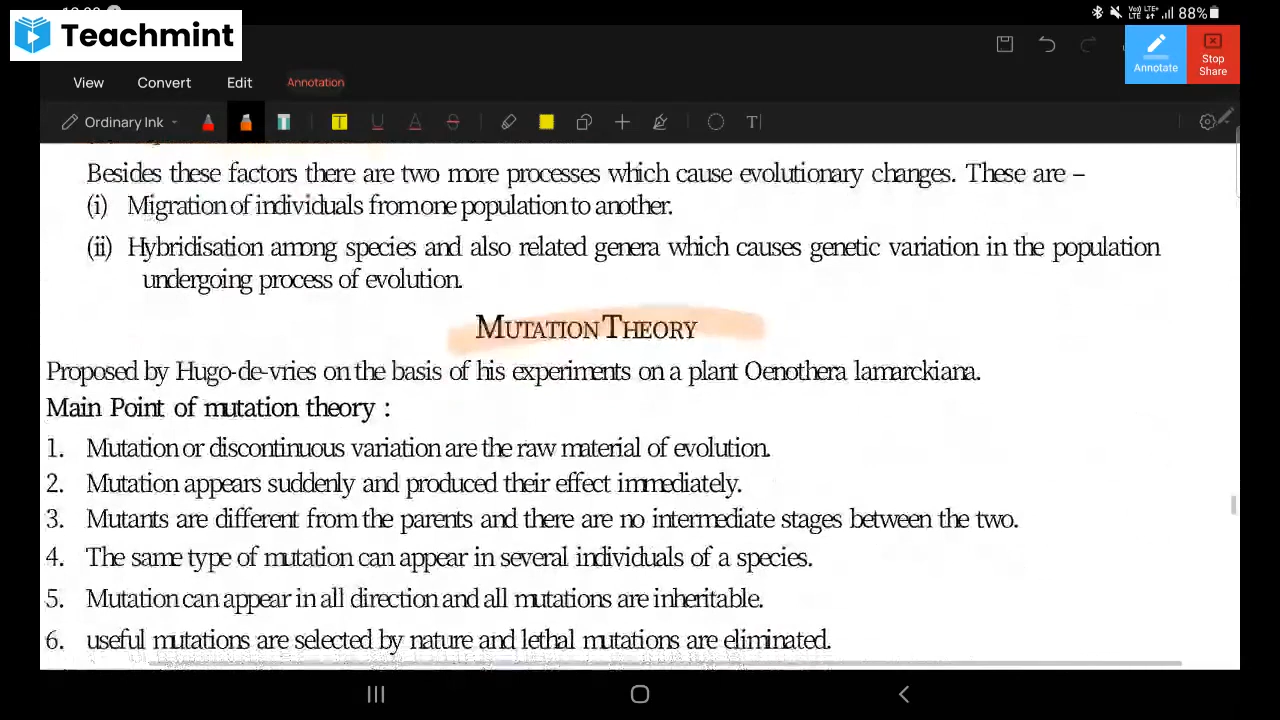 Teachmint
88%
View Convert Edit Annotation
Annotate
Stop Share
Ordinary Ink
Besides these factors there are two more processes which cause evolutionary changes. These are –
(i) Migration of individuals from one population to another.
(ii) Hybridisation among species and also related genera which causes genetic variation in the population
undergoing process of evolution.
MUTATION THEORY
Proposed by Hugo-de-vries on the basis of his experiments on a plant Oenothera lamarckiana.
Main Point of mutation theory :
1. Mutation or discontinuous variation are the raw material of evolution.
2. Mutation appears suddenly and produced their effect immediately.
3. Mutants are different from the parents and there are no intermediate stages between the two.
4. The same type of mutation can appear in several individuals of a species.
5. Mutation can appear in all direction and all mutations are inheritable.
6. useful mutations are selected by nature and lethal mutations are eliminated.